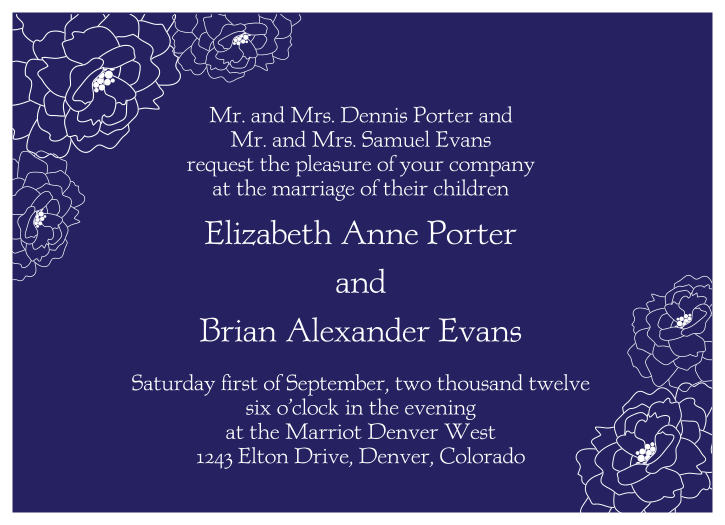 Mr. and Mrs. Dennis Porter and
Mr. and Mrs. Samuel Evans
request the pleasure of your company
at the marriage of their children
Elizabeth Anne Porter
and
Brian Alexander Evans
Saturday first of September, two thousand twelve
six o'clock in the evening
at the Marriot Denver West
1243 Elton Drive, Denver, Colorado